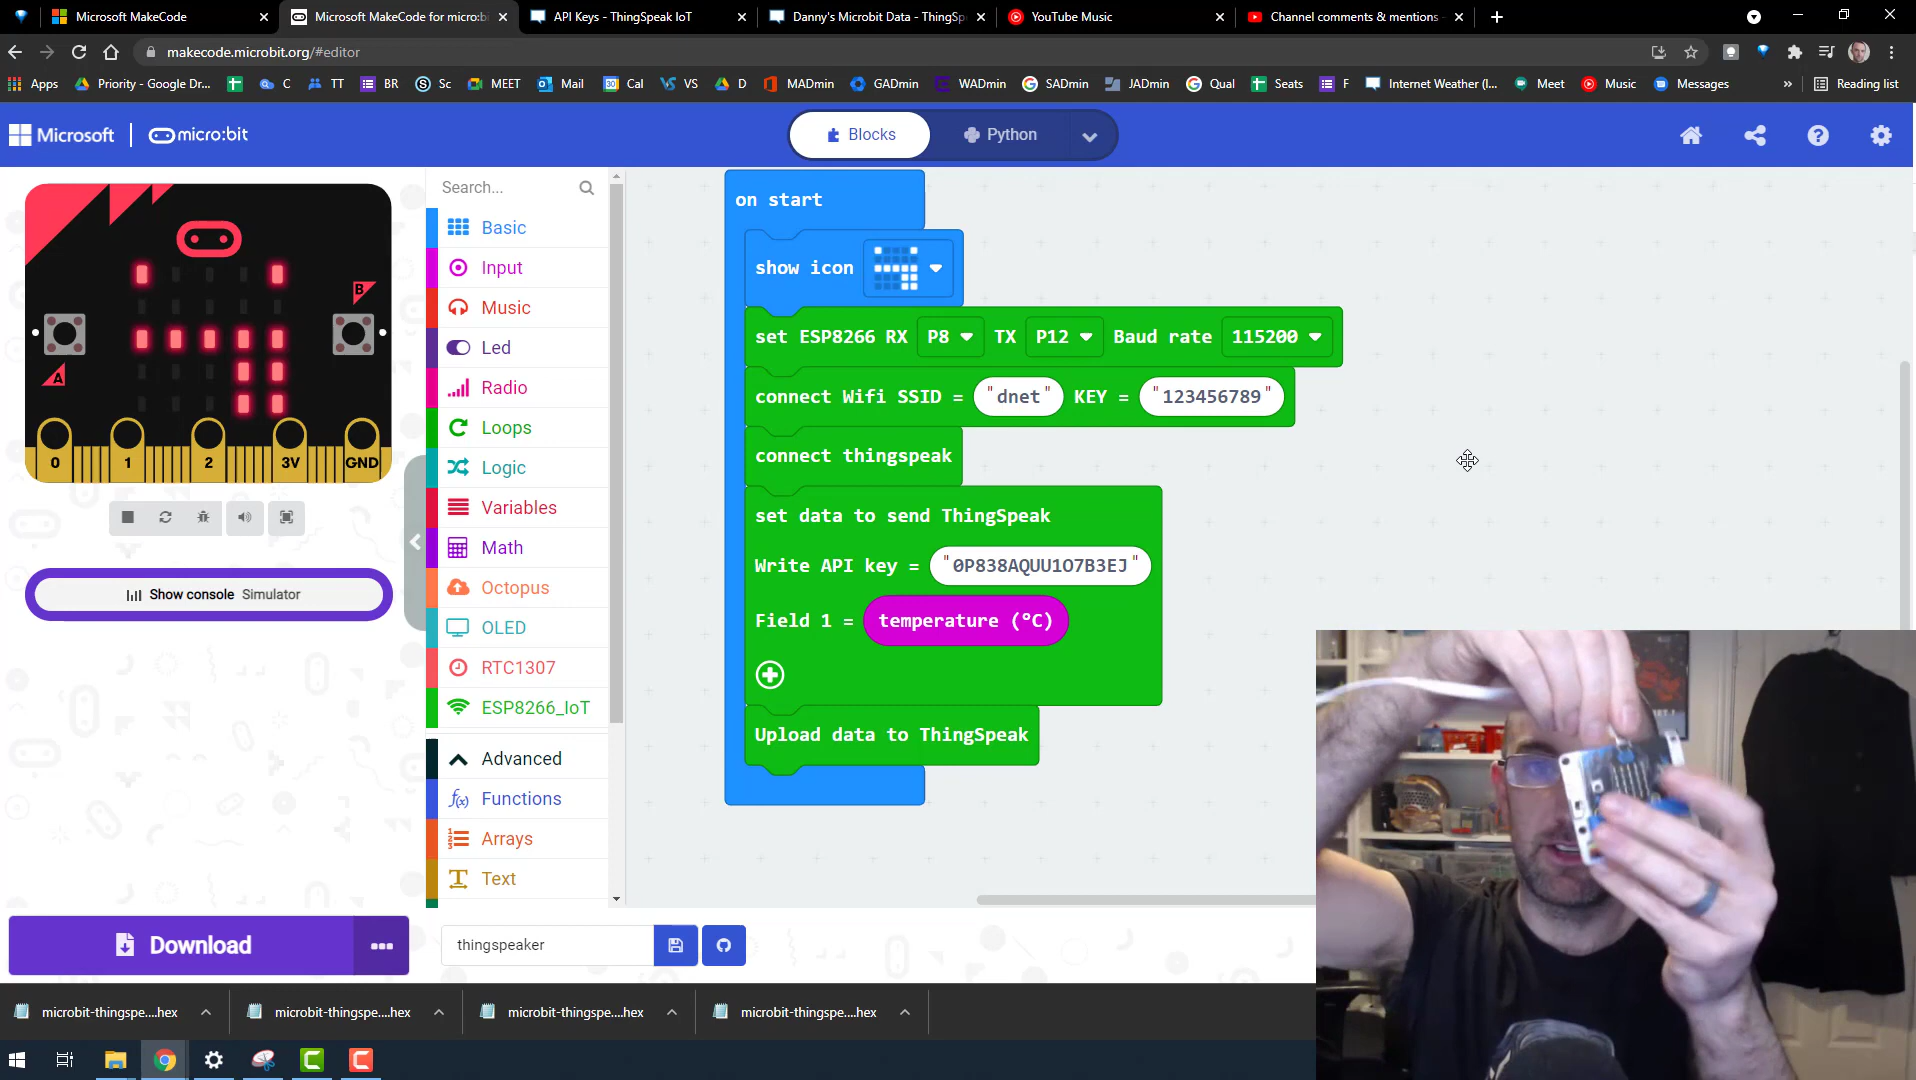 Microsoft MakeCode
Microsoft MakeCode for micro:bi
API Keys - ThingSpeak IoT
Danny's Microbit Data - ThingSp
YouTube Music
Channel comments & mentions -
makecode.microbit.org/#editor
Apps
Priority - Google Dr...
C
TT
BR
Sc
MEET
Mail
Cal
VS
D
MAdmin
GAdmin
WAdmin
SAdmin
JAdmin
Qual
Seats
F
Internet Weather (I...
Meet
Music
Messages
»
Reading list
Microsoft
micro:bit
Blocks
Python
A
B
0
1
2
3V
GND
Show console Simulator
Search...
Basic
Input
Music
Led
Radio
Loops
Logic
Variables
Math
Octopus
OLED
RTC1307
ESP8266_IoT
Advanced
Functions
Arrays
Text
on start
show icon
set ESP8266 RX P8 TX P12 Baud rate 115200
connect Wifi SSID = "dnet" KEY = "123456789"
connect thingspeak
set data to send ThingSpeak
Write API key = "0P838AQUU1O7B3EJ"
Field 1 = temperature (°C)
Upload data to ThingSpeak
Download
thingspeaker
microbit-thingspe....hex
microbit-thingspe....hex
microbit-thingspe....hex
microbit-thingspe....hex